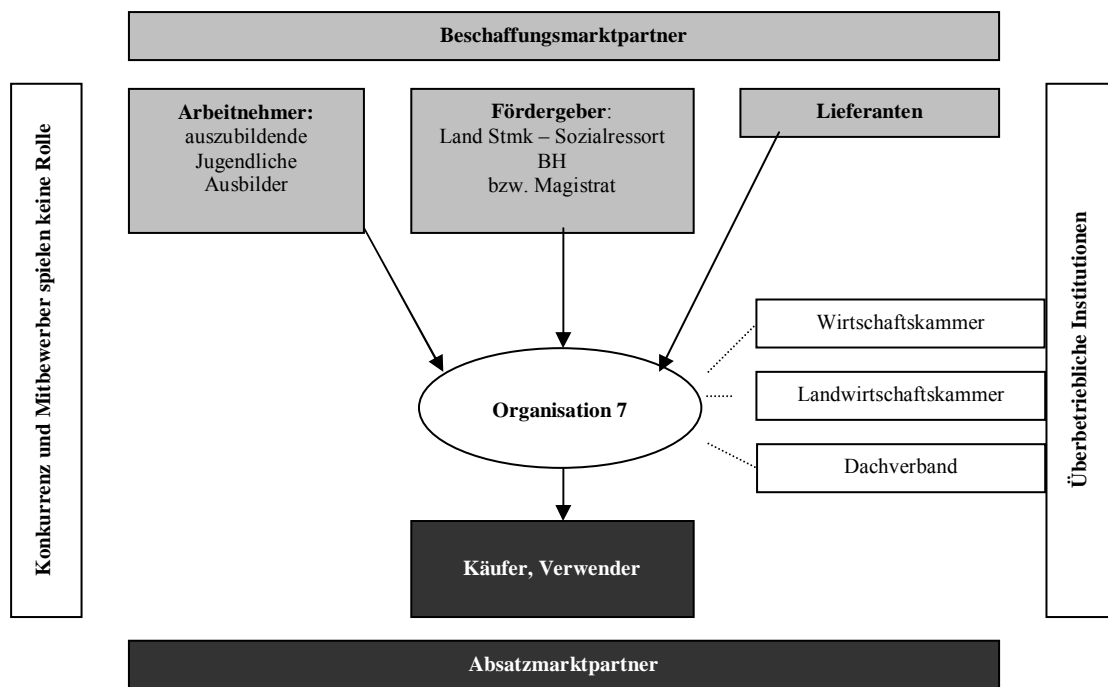 Beschaffungsmarktpartner
Konkurrenz und Mitbewerber spielen keine Rolle
Arbeitnehmer:
auszubildende
Jugendliche
Ausbilder
Fördergeber:
Land Stmk – Sozialressort
BH
bzw. Magistrat
Lieferanten
Überbetriebliche Institutionen
Wirtschaftskammer
Landwirtschaftskammer
Dachverband
Organisation 7
Käufer, Verwender
Absatzmarktpartner